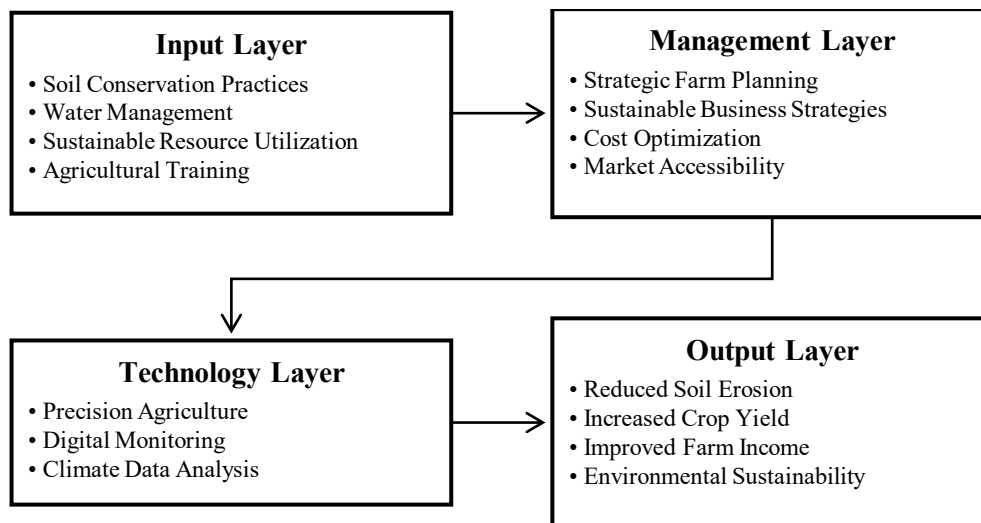 Input Layer
• Soil Conservation Practices
• Water Management
• Sustainable Resource Utilization
• Agricultural Training
Management Layer
• Strategic Farm Planning
• Sustainable Business Strategies
• Cost Optimization
• Market Accessibility
Technology Layer
• Precision Agriculture
• Digital Monitoring
• Climate Data Analysis
Output Layer
• Reduced Soil Erosion
• Increased Crop Yield
• Improved Farm Income
• Environmental Sustainability